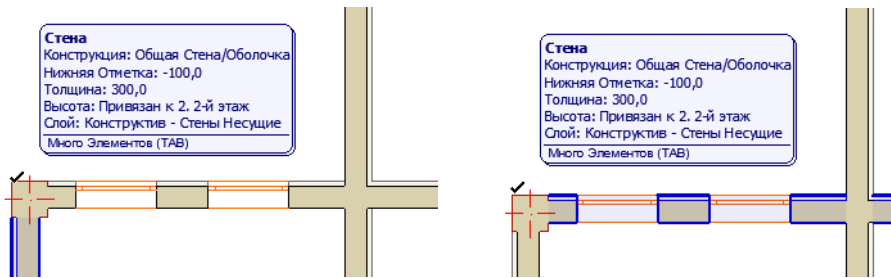 Стена
Конструкция: Общая Стена/Оболочка
Нижняя Отметка: -100,0
Толщина: 300,0
Высота: Привязан к 2. 2-й этаж
Слой: Конструктив - Стены Несущие
Много Элементов (TAB)
Стена
Конструкция: Общая Стена/Оболочка
Нижняя Отметка: -100,0
Толщина: 300,0
Высота: Привязан к 2. 2-й этаж
Слой: Конструктив - Стены Несущие
Много Элементов (TAB)